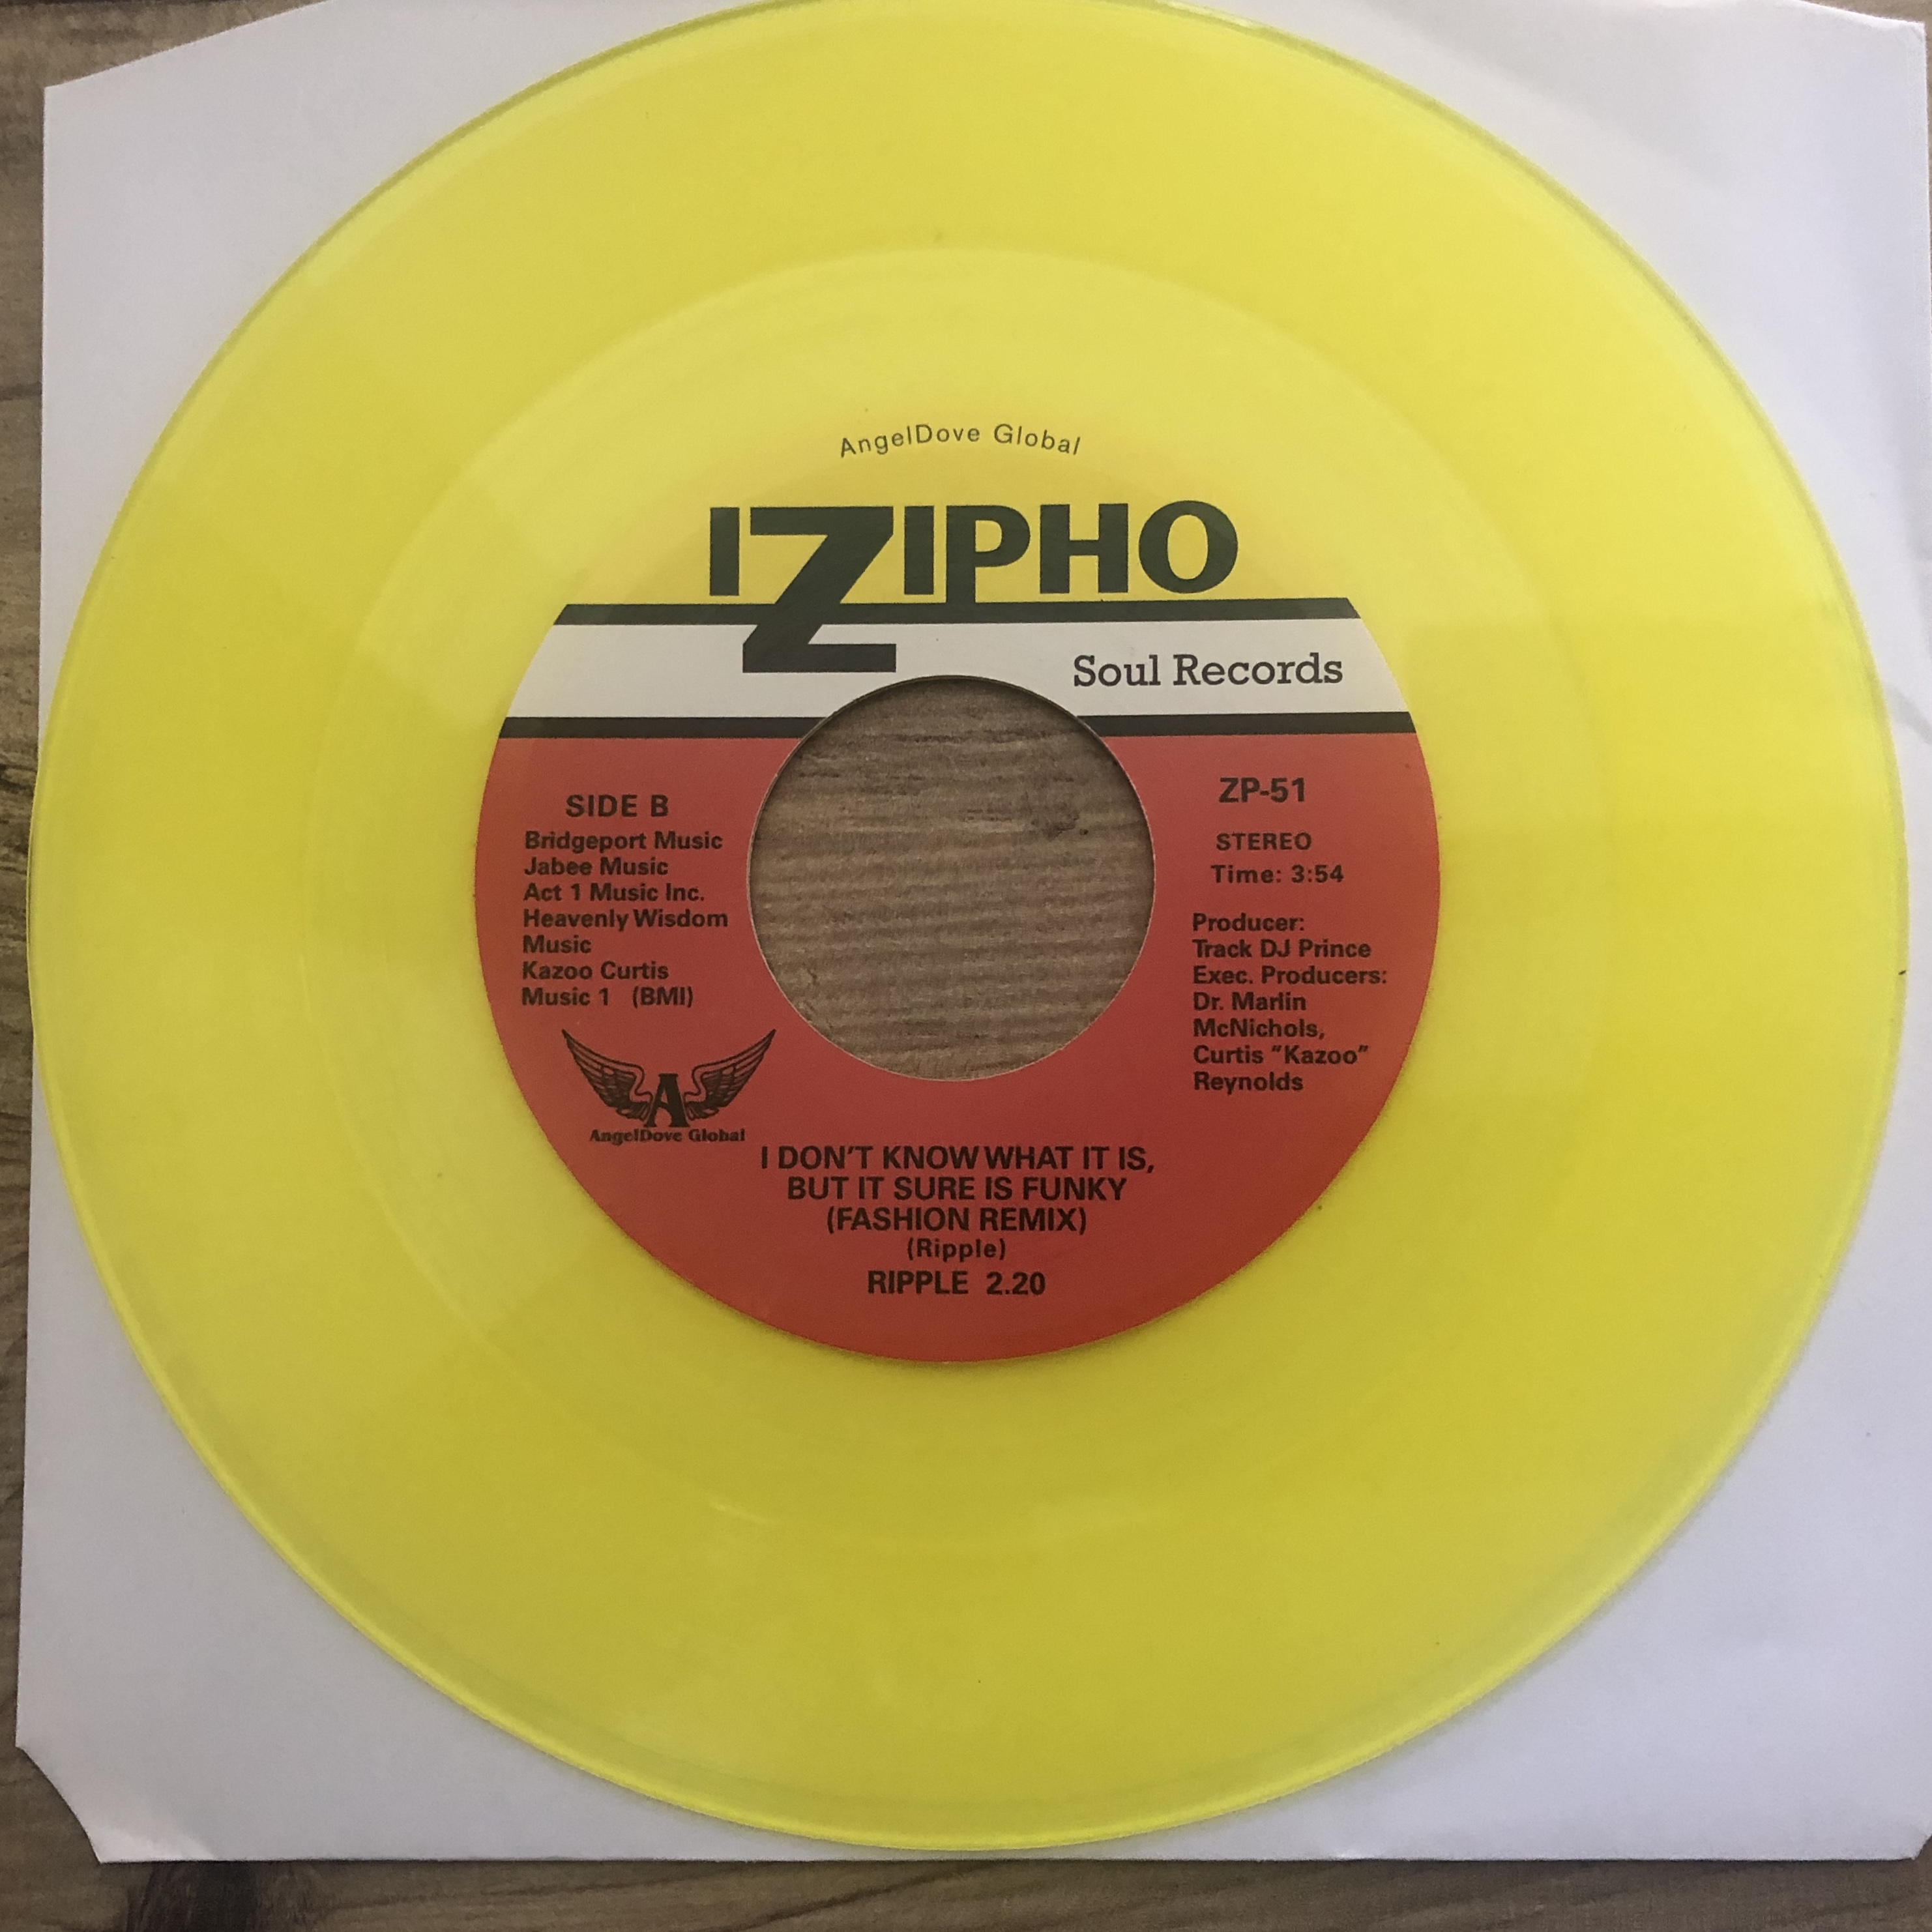 AngelDove Global
IZIPHO
Soul Records
SIDE B
Bridgeport Music
Jabee Music
Act 1 Music Inc.
Heavenly Wisdom
Music
Kazoo Curtis
Music 1 (BMI)
A
AngelDove Global
ZP-51
STEREO
Time: 3:54
Producer:
Track DJ Prince
Exec. Producers:
Dr. Marlin
McNichols,
Curtis “Kazoo”
Reynolds
I DON’T KNOW WHAT IT IS,
BUT IT SURE IS FUNKY
(FASHION REMIX)
(Ripple)
RIPPLE 2.20